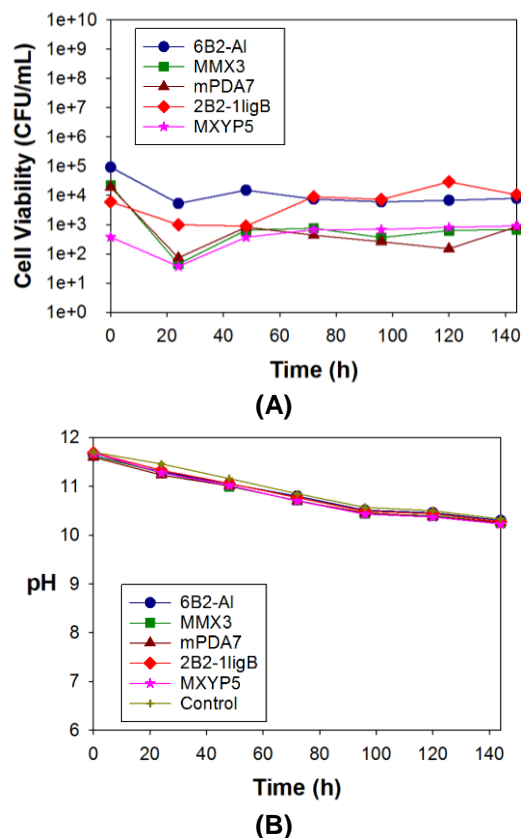 1e+10
1e+9
1e+8
1e+7
1e+6
1e+5
1e+4
1e+3
1e+2
1e+1
1e+0
Cell Viability (CFU/mL)
6B2-Al
MMX3
mPDA7
2B2-1ligB
MXYP5
0 20 40 60 80 100 120 140
Time (h)
(A)
12
11
10
9
8
7
6
pH
6B2-Al
MMX3
mPDA7
2B2-1ligB
MXYP5
Control
0 20 40 60 80 100 120 140
Time (h)
(B)